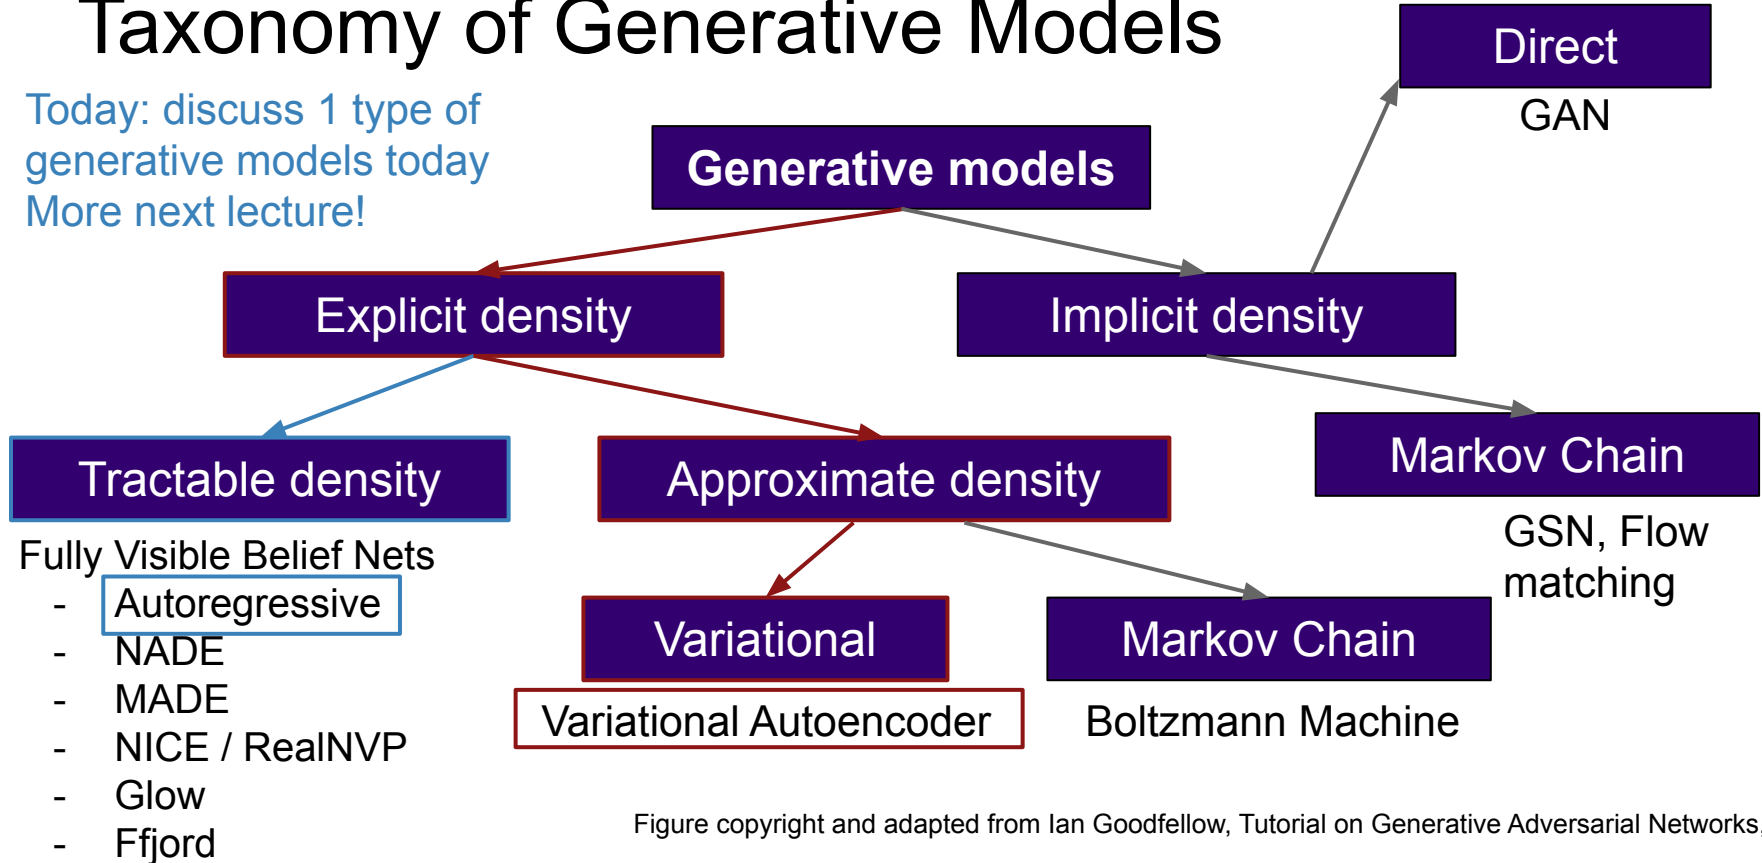 Taxonomy of Generative Models
Today: discuss 1 type of
generative models today
More next lecture!
Direct
GAN
Generative models
Explicit density
Implicit density
Tractable density
Approximate density
Markov Chain
GSN, Flow
matching
Fully Visible Belief Nets
- Autoregressive
- NADE
- MADE
- NICE / RealNVP
- Glow
- Ffjord
Variational
Markov Chain
Variational Autoencoder
Boltzmann Machine
Figure copyright and adapted from Ian Goodfellow, Tutorial on Generative Adversarial Networks,